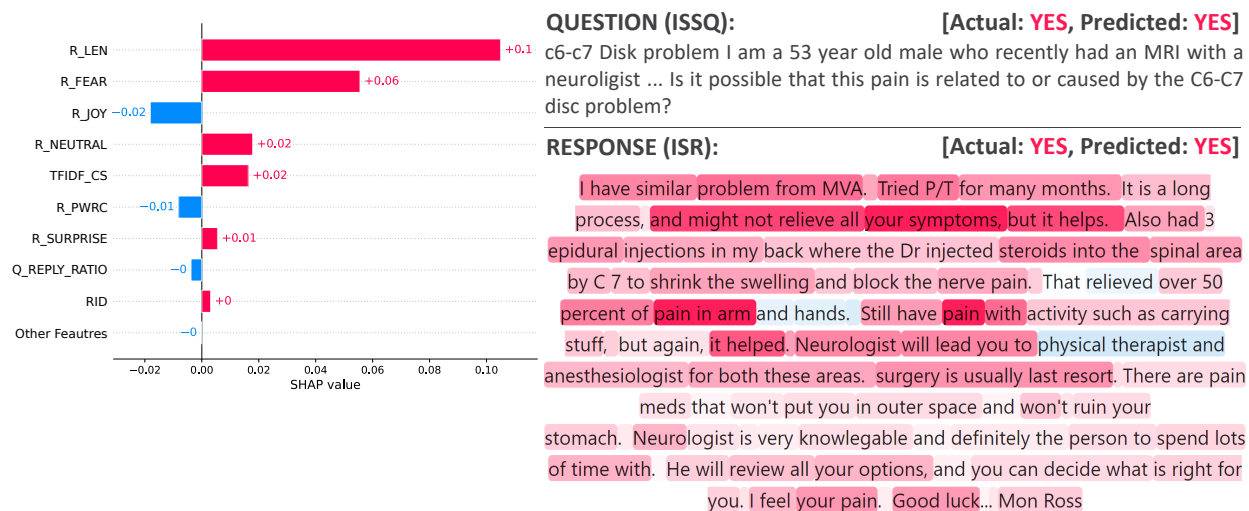 R_LEN
+0.1
R_FEAR
+0.06
R_JOY
−0.02
R_NEUTRAL
+0.02
TFIDF_CS
+0.02
R_PWRC
−0.01
R_SURPRISE
+0.01
Q_REPLY_RATIO
−0
RID
+0
Other Feautres
−0
−0.02 0.00 0.02 0.04 0.06 0.08 0.10
SHAP value
QUESTION (ISSQ): [Actual: YES, Predicted: YES]
c6-c7 Disk problem I am a 53 year old male who recently had an MRI with a
neuroligist ... Is it possible that this pain is related to or caused by the C6-C7
disc problem?
RESPONSE (ISR): [Actual: YES, Predicted: YES]
I have similar problem from MVA. Tried P/T for many months. It is a long
process, and might not relieve all your symptoms, but it helps. Also had 3
epidural injections in my back where the Dr injected steroids into the spinal area
by C 7 to shrink the swelling and block the nerve pain. That relieved over 50
percent of pain in arm and hands. Still have pain with activity such as carrying
stuff, but again, it helped. Neurologist will lead you to physical therapist and
anesthesiologist for both these areas. surgery is usually last resort. There are pain
meds that won't put you in outer space and won't ruin your
stomach. Neurologist is very knowlegable and definitely the person to spend lots
of time with. He will review all your options, and you can decide what is right for
you. I feel your pain. Good luck... Mon Ross